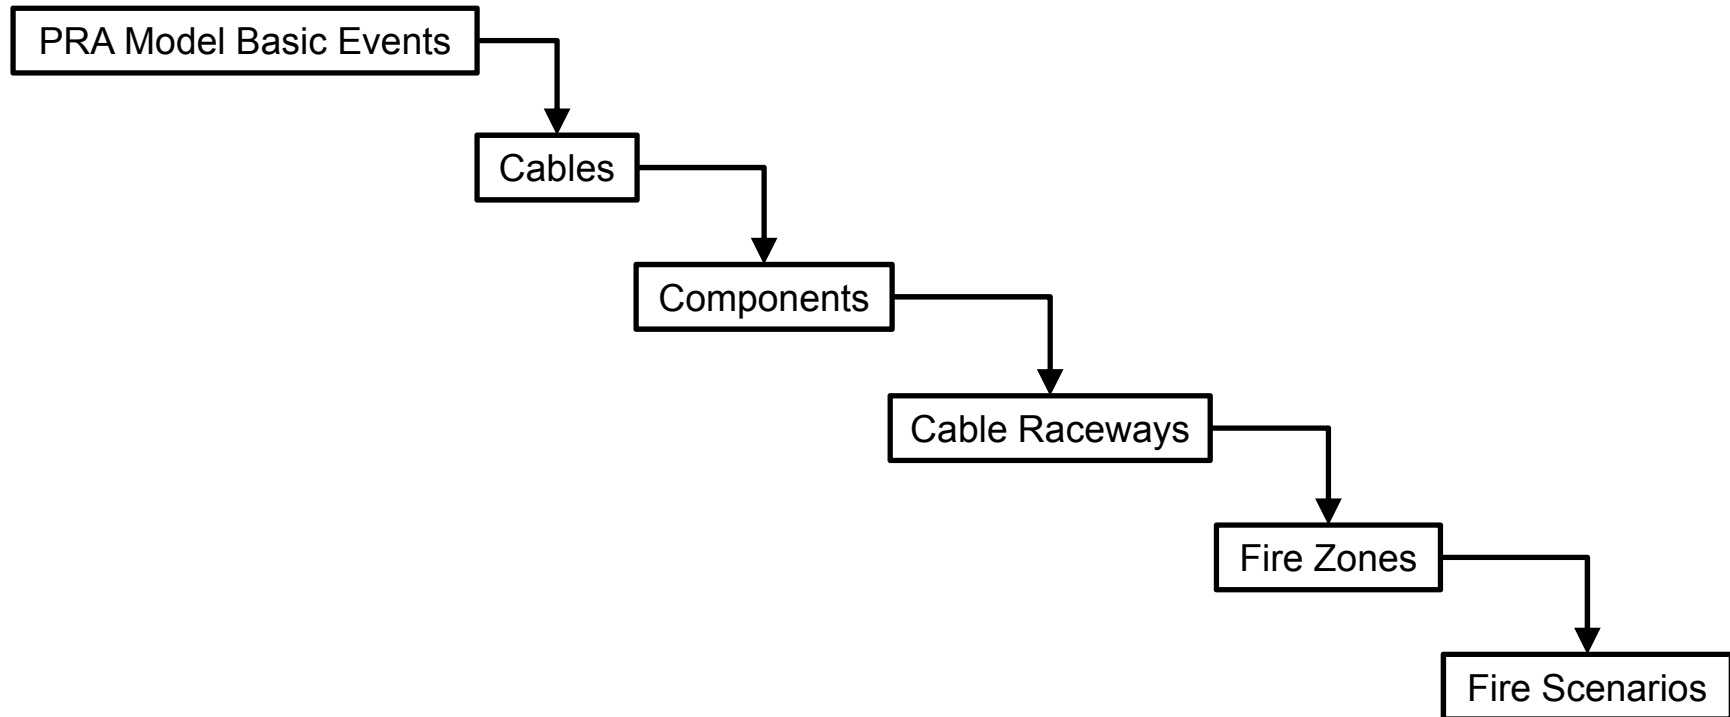 PRA Model Basic Events
Cables
Components
Cable Raceways
Fire Zones
Fire Scenarios